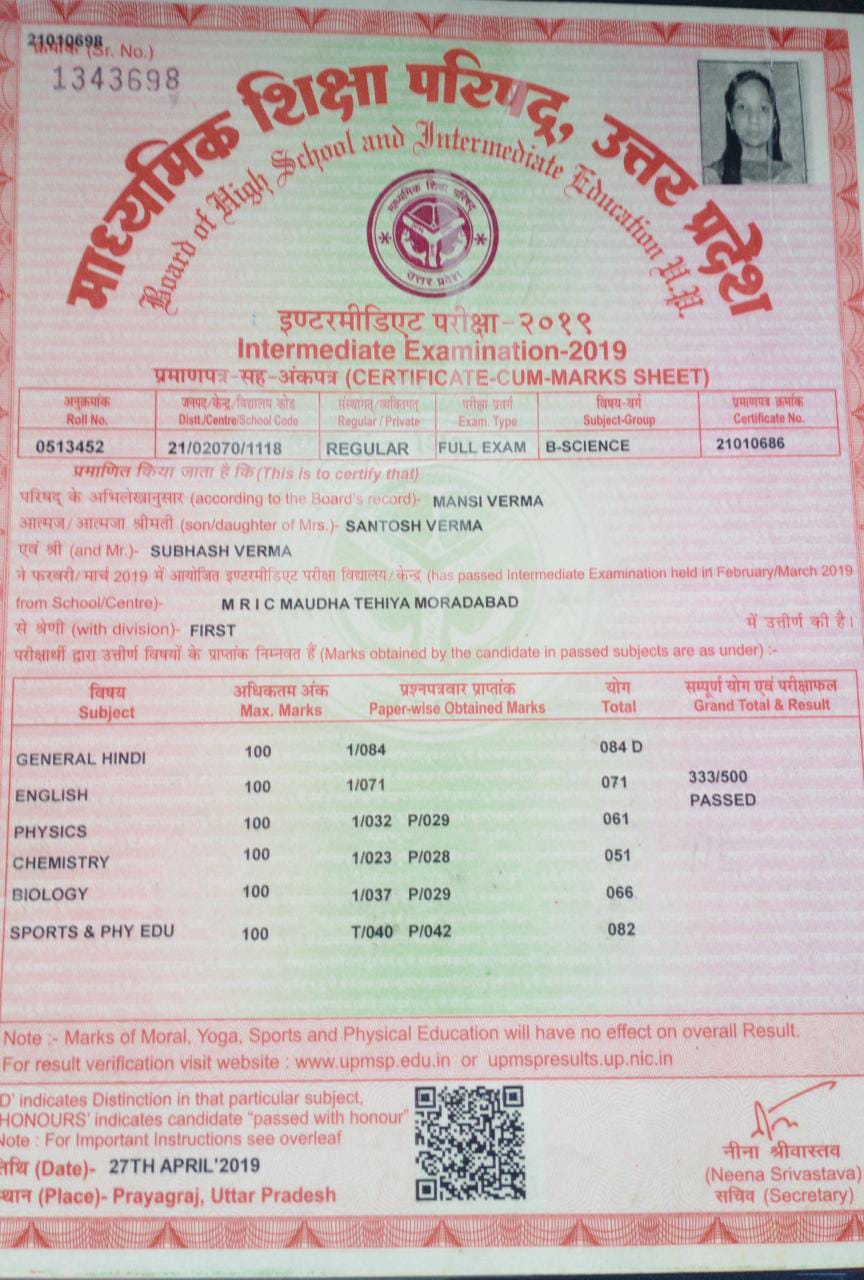 21010698
क्रमांक (Sr. No.)
1343698
माध्यमिक शिक्षा परिषद्, उत्तर प्रदेश
Board of High School and Intermediate Education U.P.
माध्यमिक शिक्षा परिषद्
उत्तर प्रदेश
इण्टरमीडिएट परीक्षा-२०१९
Intermediate Examination-2019
प्रमाणपत्र-सह-अंकपत्र (CERTIFICATE-CUM-MARKS SHEET)
अनुक्रमांक जनपद/केन्द्र/विद्यालय कोड संस्थागत/व्यक्तिगत परीक्षा प्रवर्ग विषय-वर्ग प्रमाणपत्र क्रमांक
Roll No. Distt./Centre/School Code Regular / Private Exam. Type Subject-Group Certificate No.
0513452 21/02070/1118 REGULAR FULL EXAM B-SCIENCE 21010686
प्रमाणित किया जाता है कि (This is to certify that)
परिषद् के अभिलेखानुसार (according to the Board's record)- MANSI VERMA
आत्मज/आत्मजा श्रीमती (son/daughter of Mrs.)- SANTOSH VERMA
एवं श्री (and Mr.)- SUBHASH VERMA
ने फरवरी/मार्च 2019 में आयोजित इण्टरमीडिएट परीक्षा विद्यालय/केन्द्र (has passed Intermediate Examination held in February/March 2019
from School/Centre)- M R I C MAUDHA TEHIYA MORADABAD
से श्रेणी (with division)- FIRST में उत्तीर्ण की है।
परीक्षार्थी द्वारा उत्तीर्ण विषयों के प्राप्तांक निम्नवत हैं (Marks obtained by the candidate in passed subjects are as under) :-
विषय अधिकतम अंक प्रश्नपत्रवार प्राप्तांक योग सम्पूर्ण योग एवं परीक्षाफल
Subject Max. Marks Paper-wise Obtained Marks Total Grand Total & Result
GENERAL HINDI 100 1/084 084 D
ENGLISH 100 1/071 071 333/500
PASSED
PHYSICS 100 1/032 P/029 061
CHEMISTRY 100 1/023 P/028 051
BIOLOGY 100 1/037 P/029 066
SPORTS & PHY EDU 100 T/040 P/042 082
Note :- Marks of Moral, Yoga, Sports and Physical Education will have no effect on overall Result.
For result verification visit website : www.upmsp.edu.in or upmspresults.up.nic.in
D' indicates Distinction in that particular subject,
HONOURS' indicates candidate "passed with honour"
Note : For Important Instructions see overleaf
तिथि (Date)- 27TH APRIL'2019
स्थान (Place)- Prayagraj, Uttar Pradesh
नीना श्रीवास्तव
(Neena Srivastava)
सचिव (Secretary)